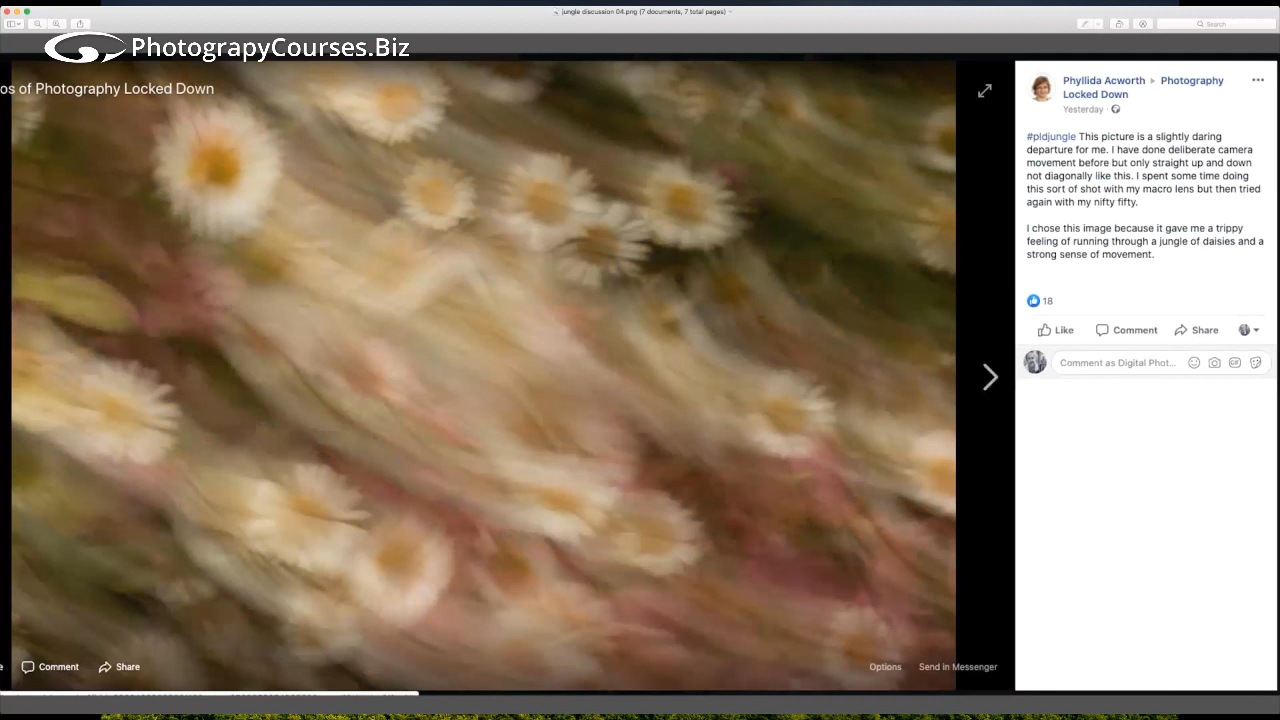 jungle discussion 04.png (7 documents, 7 total pages)
Search
PhotograpyCourses.Biz
os of Photography Locked Down
Phyllida Acworth ▸ Photography
Locked Down
Yesterday ·
#pldjungle This picture is a slightly daring
departure for me. I have done deliberate camera
movement before but only straight up and down
not diagonally like this. I spent some time doing
this sort of shot with my macro lens but then tried
again with my nifty fifty.
I chose this image because it gave me a trippy
feeling of running through a jungle of daisies and a
strong sense of movement.
18
Like Comment Share
Comment as Digital Phot...
GIF
e Comment Share
Options Send in Messenger